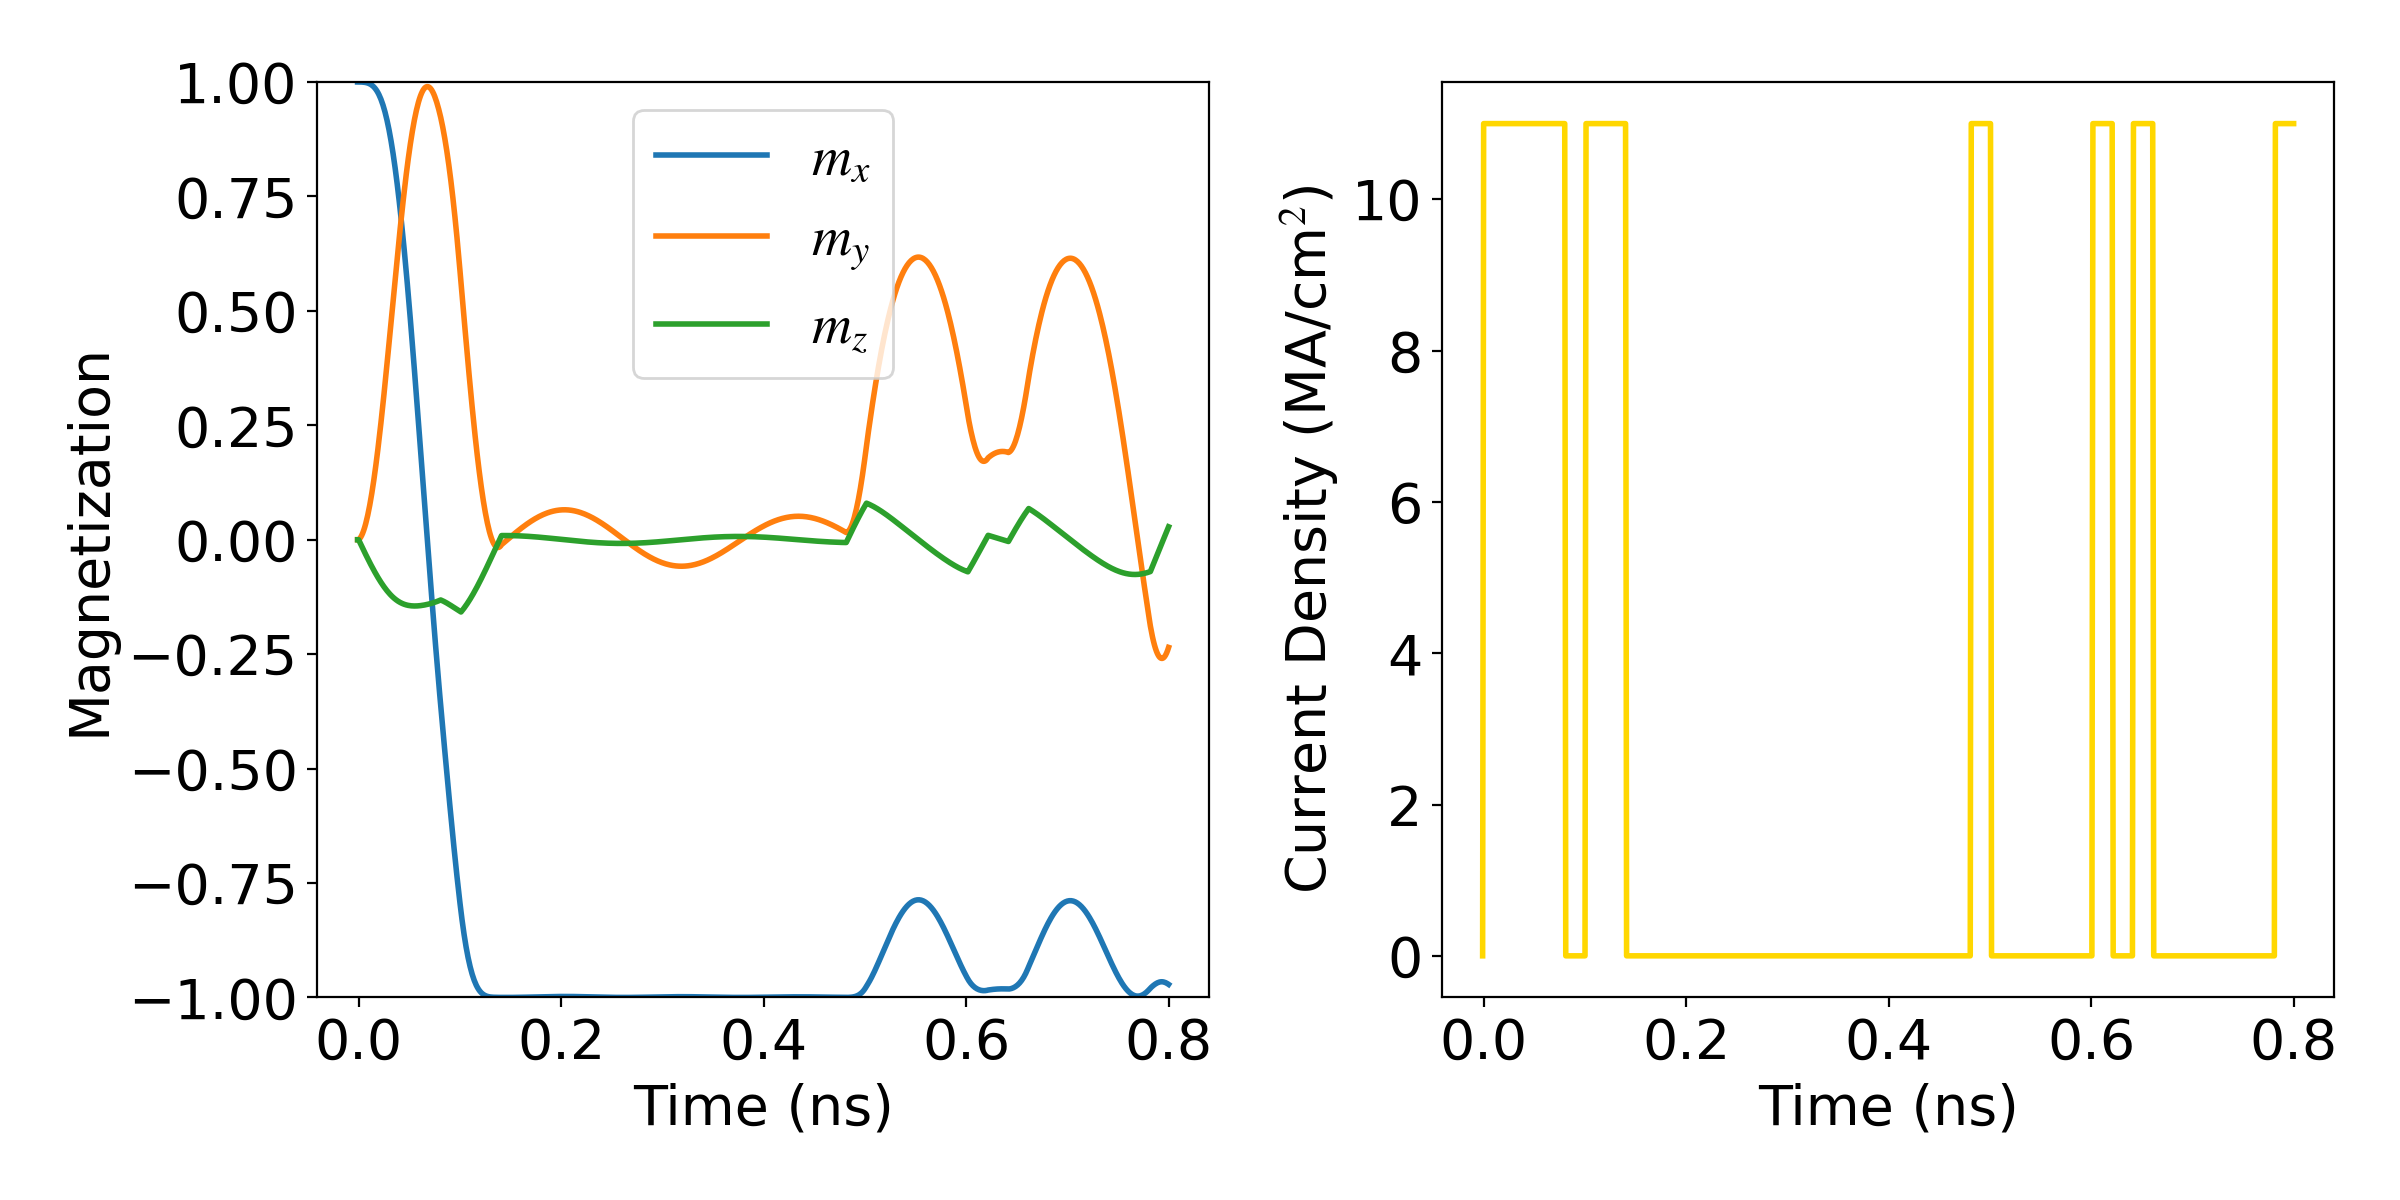 1.00
0.75
0.50
0.25
0.00
−0.25
−0.50
−0.75
−1.00
Magnetization
0.0 0.2 0.4 0.6 0.8
Time (ns)
m_x
m_y
m_z
10
8
6
4
2
0
Current Density (MA/cm²)
0.0 0.2 0.4 0.6 0.8
Time (ns)